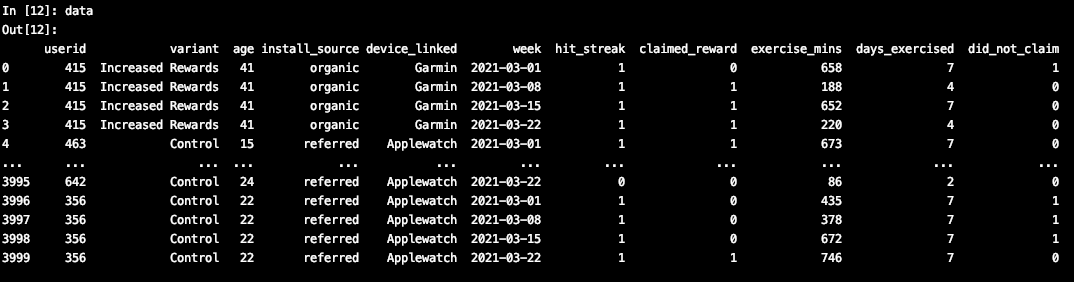 In [12]: data
Out[12]:
userid variant age install_source device_linked week hit_streak claimed_reward exercise_mins days_exercised did_not_claim
0 415 Increased Rewards 41 organic Garmin 2021-03-01 1 0 658 7 1
1 415 Increased Rewards 41 organic Garmin 2021-03-08 1 1 188 4 0
2 415 Increased Rewards 41 organic Garmin 2021-03-15 1 1 652 7 0
3 415 Increased Rewards 41 organic Garmin 2021-03-22 1 1 220 4 0
4 463 Control 15 referred Applewatch 2021-03-01 1 1 673 7 0
... ... ... ... ... ... ... ... ... ... ... ...
3995 642 Control 24 referred Applewatch 2021-03-22 0 0 86 2 0
3996 356 Control 22 referred Applewatch 2021-03-01 1 0 435 7 1
3997 356 Control 22 referred Applewatch 2021-03-08 1 0 378 7 1
3998 356 Control 22 referred Applewatch 2021-03-15 1 0 672 7 1
3999 356 Control 22 referred Applewatch 2021-03-22 1 1 746 7 0